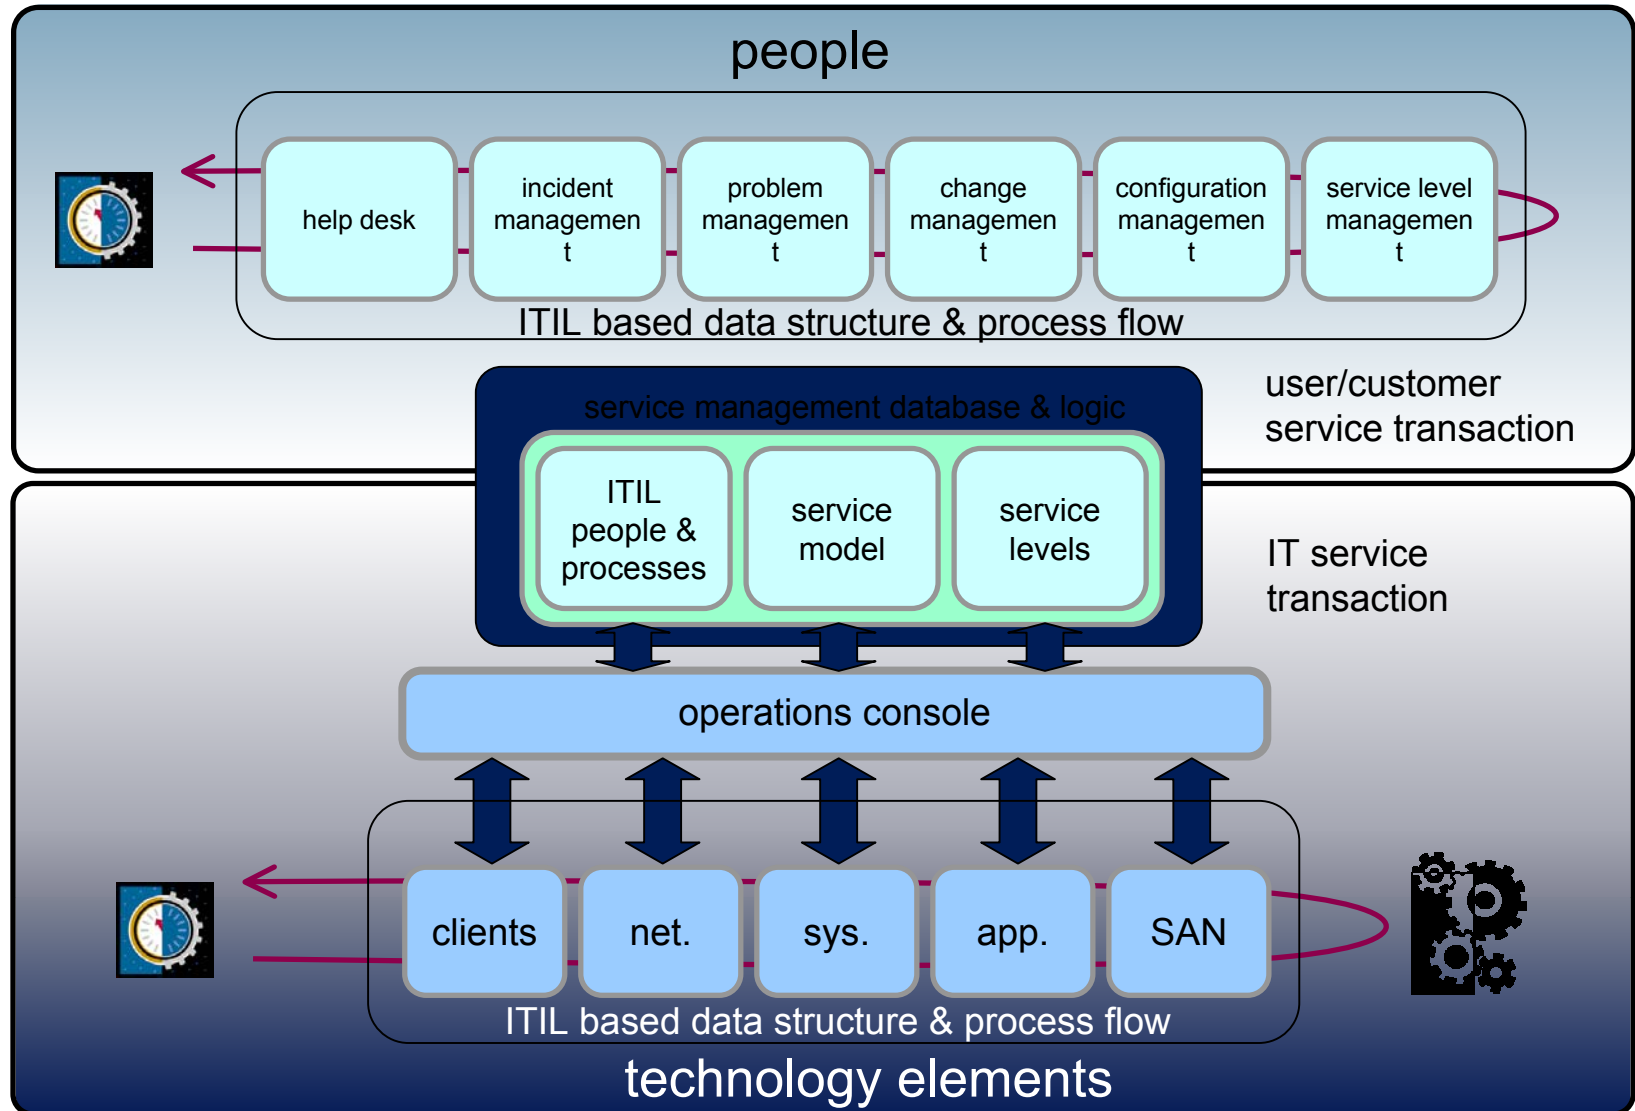 people
help desk
incident
managemen
t
problem
managemen
t
change
managemen
t
configuration
managemen
t
service level
managemen
t
ITIL based data structure & process flow
user/customer
service transaction
service management database & logic
ITIL
people &
processes
service
model
service
levels
IT service
transaction
operations console
clients
net.
sys.
app.
SAN
ITIL based data structure & process flow
technology elements